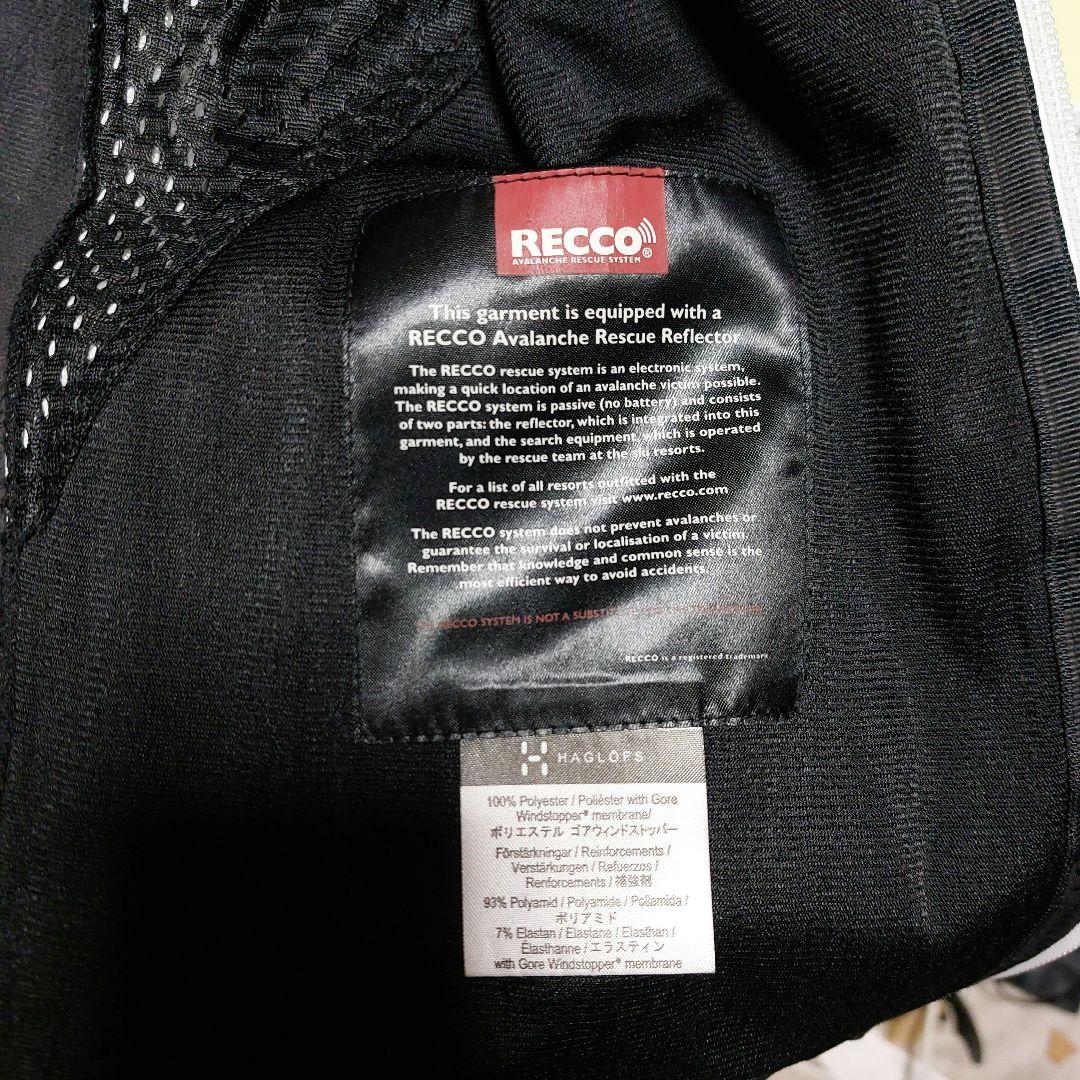 RECCO®
AVALANCHE RESCUE SYSTEM
This garment is equipped with a
RECCO Avalanche Rescue Reflector
The RECCO rescue system is an electronic system,
making a quick location of an avalanche victim possible.
The RECCO system is passive (no battery) and consists
of two parts: the reflector, which is integrated into this
garment, and the search equipment, which is operated
by the rescue team at the ski resorts.
For a list of all resorts outfitted with the
RECCO rescue system visit www.recco.com
The RECCO system does not prevent avalanches or
guarantee the survival or localisation of a victim.
Remember that knowledge and common sense is the
most efficient way to avoid accidents.
RECCO SYSTEM IS NOT A
RECCO is a registered trademark
HAGLÖFS
100% Polyester / Poliéster with Gore
Windstopper® membrane/
ポリエステル ゴアウィンドストッパー
Förstärkningar / Reinforcements /
Verstärkungen / Refuerzos /
Renforcements / 補強剤
93% Polyamid / Polyamide / Poliamida /
ポリアミド
7% Elastan / Elastane / Elasthan /
Élasthanne / エラスティン
with Gore Windstopper® membrane